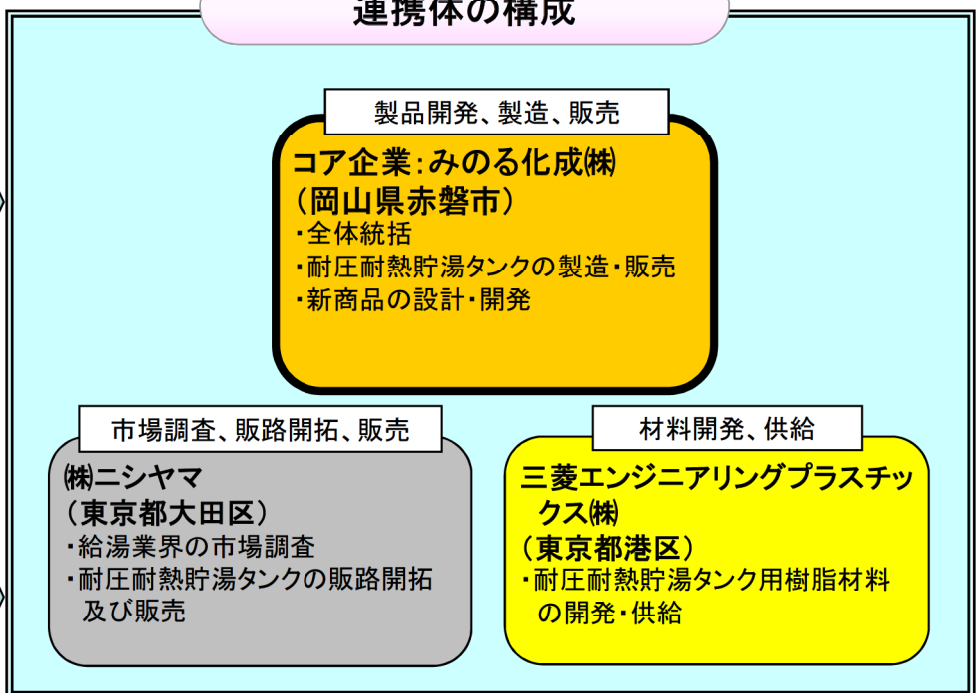 連携体の構成
製品開発、製造、販売
コア企業:みのる化成㈱
(岡山県赤磐市)
・全体統括
・耐圧耐熱貯湯タンクの製造・販売
・新商品の設計・開発
市場調査、販路開拓、販売
㈱ニシヤマ
(東京都大田区)
・給湯業界の市場調査
・耐圧耐熱貯湯タンクの販路開拓
及び販売
材料開発、供給
三菱エンジニアリングプラスチッ
クス㈱
(東京都港区)
・耐圧耐熱貯湯タンク用樹脂材料
の開発・供給